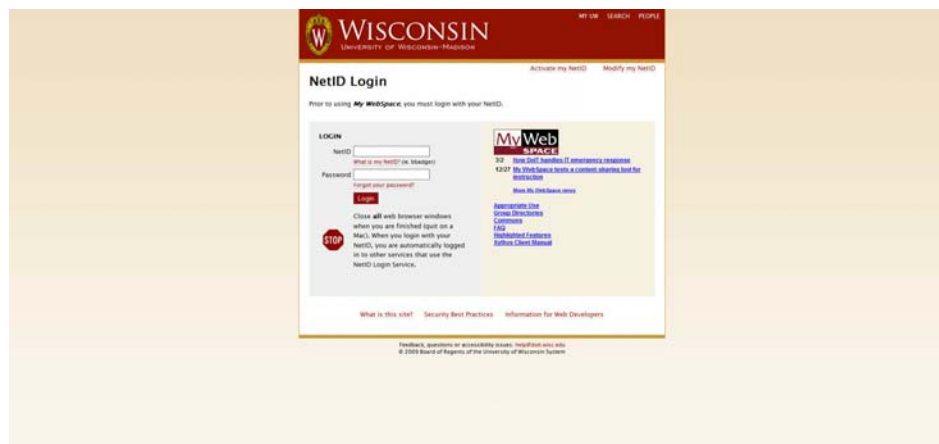 MY UW SEARCH PEOPLE
WISCONSIN
UNIVERSITY OF WISCONSIN-MADISON
Activate my NetID Modify my NetID
NetID Login
Prior to using My WebSpace, you must login with your NetID.
LOGIN
NetID
What is my NetID? (ie. bbadger)
Password
Forgot your password?
Login
STOP
Close all web browser windows
when you are finished (quit on a
Mac). When you login with your
NetID, you are automatically logged
in to other services that use the
NetID Login Service.
My Web
SPACE
3/2 How DoIT handles IT emergency response
12/27 My WebSpace tests a content sharing tool for
instruction
More My WebSpace news
Appropriate Use
Group Directories
Commons
FAQ
Highlighted Features
Xythos Client Manual
What is this site? Security Best Practices Information for Web Developers
Feedback, questions or accessibility issues: help@doit.wisc.edu
© 2009 Board of Regents of the University of Wisconsin System